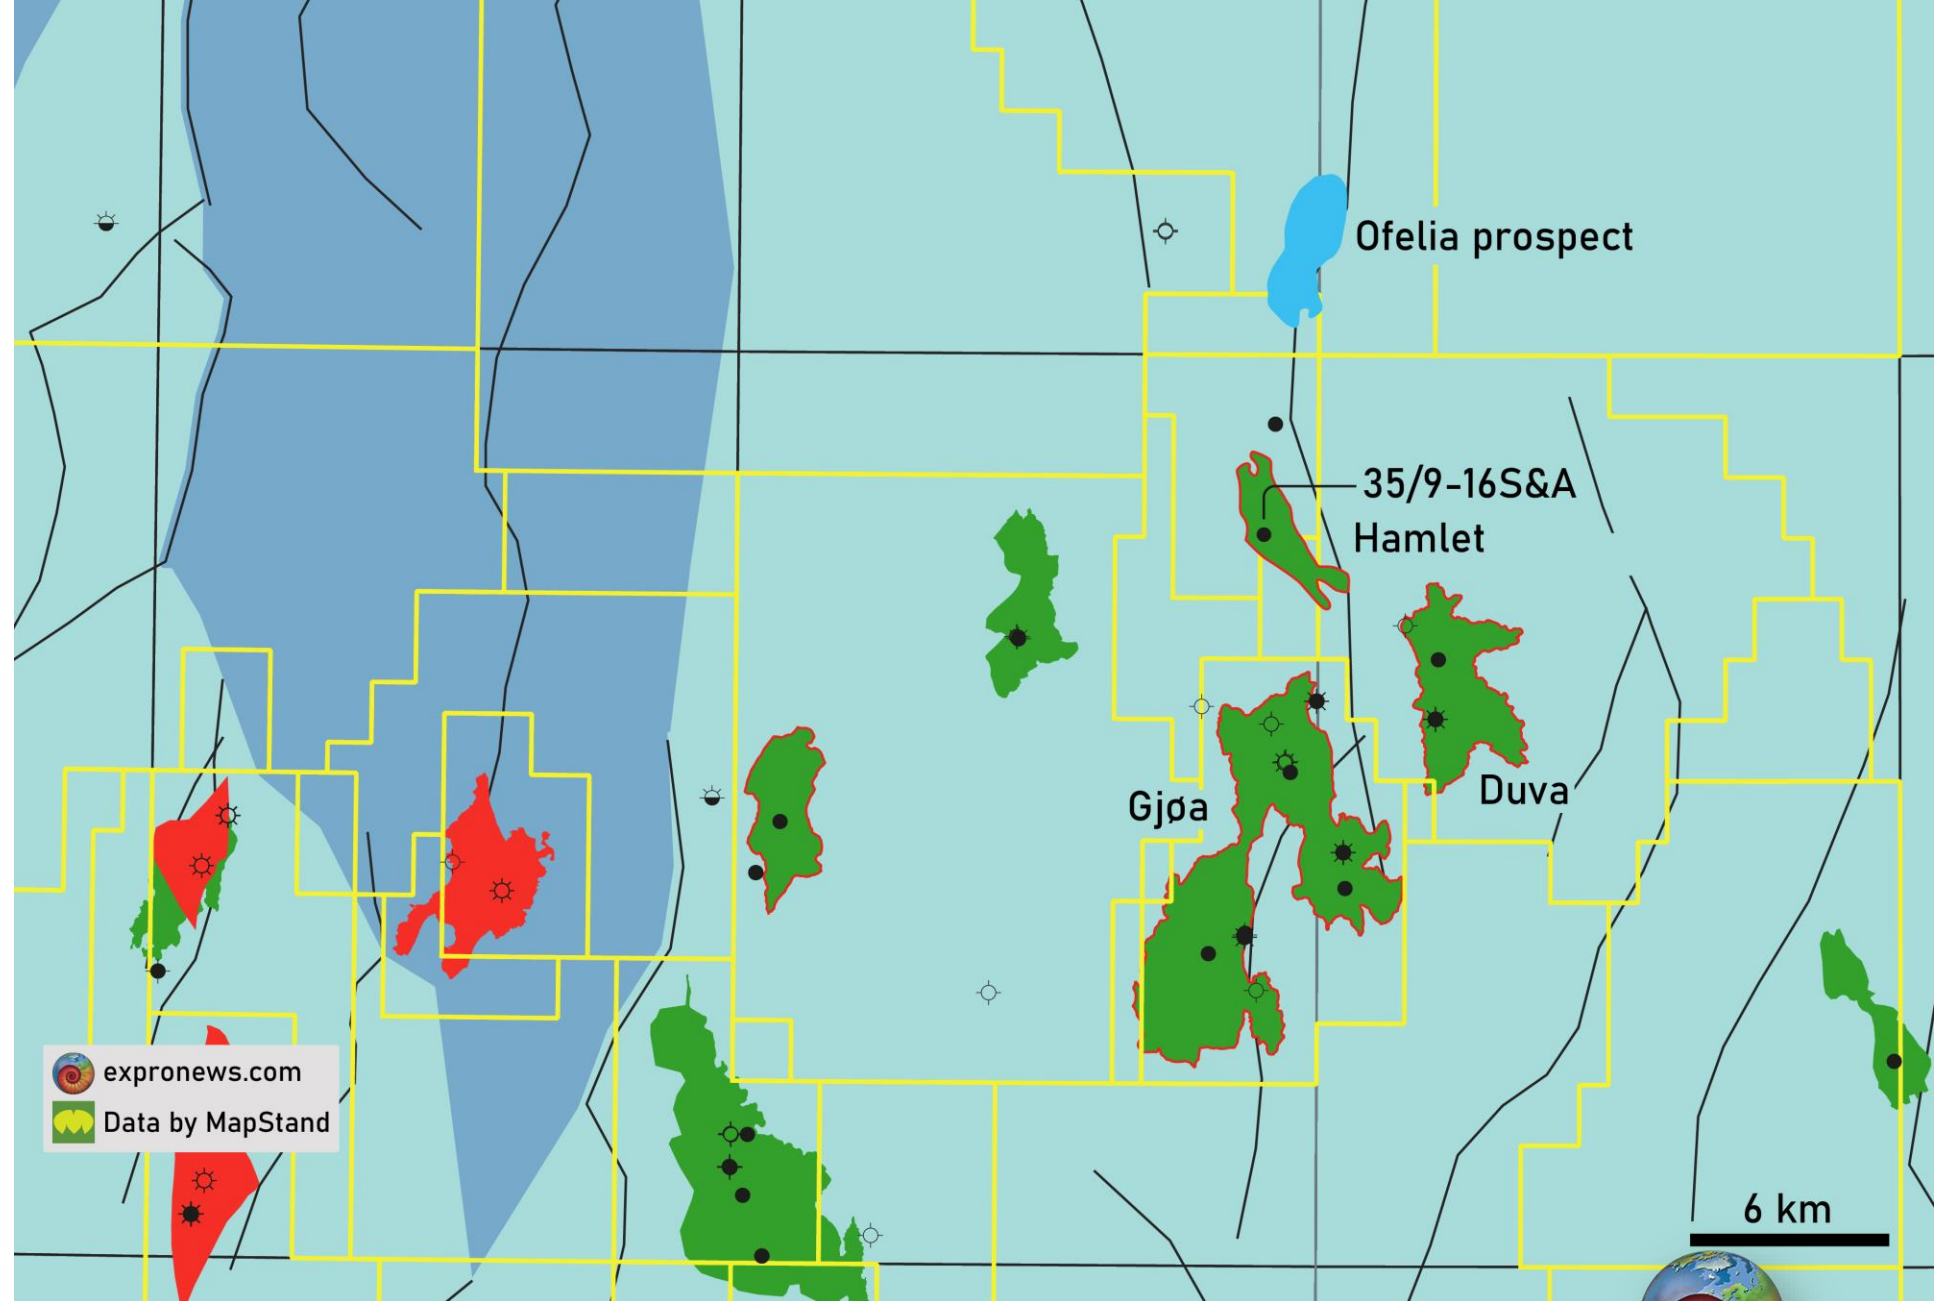 Ofelia prospect
35/9-16S&A
Hamlet
Duva
Gjøa
expronews.com
Data by MapStand
6 km